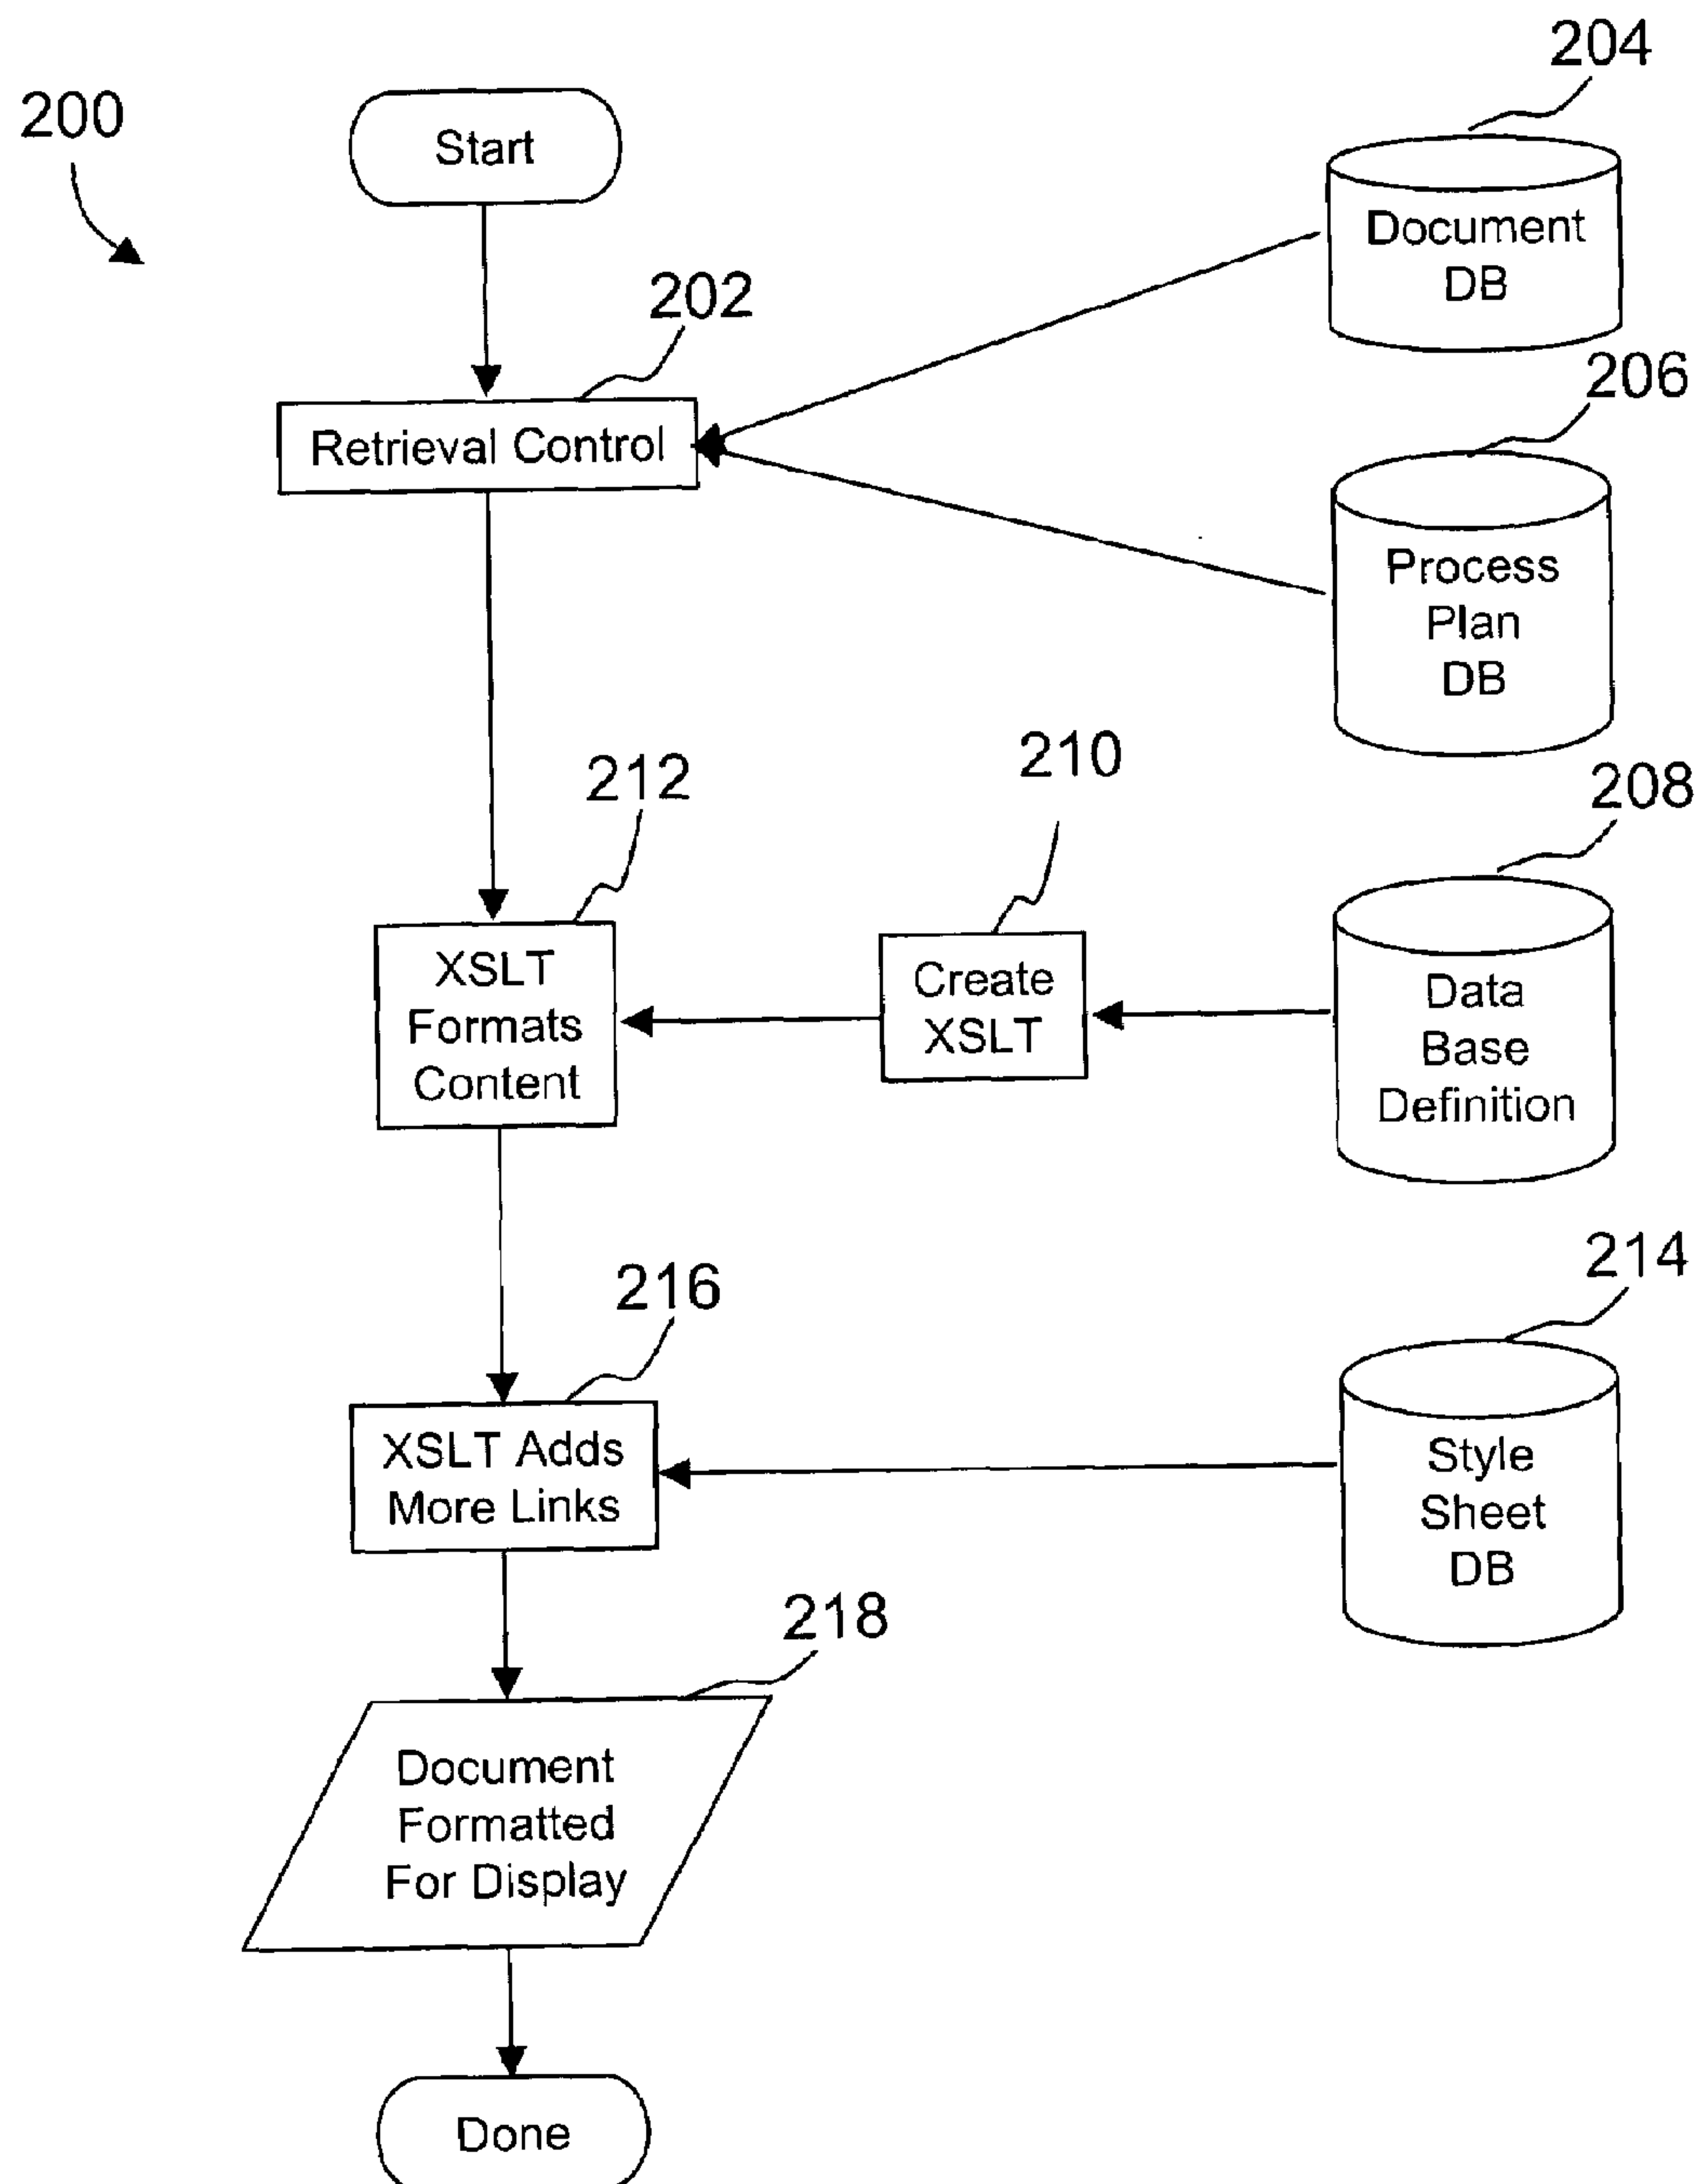 204
200
Start
Document
DB
202
206
Retrieval Control
Process
Plan
DB
210
212
208
XSLT
Formats
Content
Create
XSLT
Data
Base
Definition
214
216
XSLT Adds
More Links
Style
Sheet
DB
218
Document
Formatted
For Display
Done